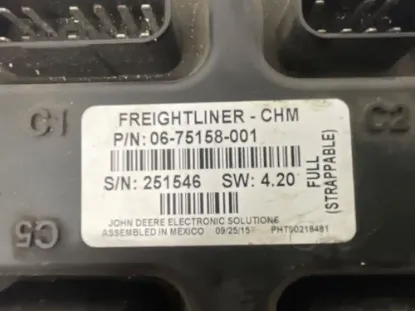 C1
C2
C5
FREIGHTLINER - CHM
P/N: 06-75158-001
S/N: 251546 SW: 4.20
FULL
(STRAPPABLE)
JOHN DEERE ELECTRONIC SOLUTIONS
ASSEMBLED IN MEXICO 09/25/15 PHT90218481